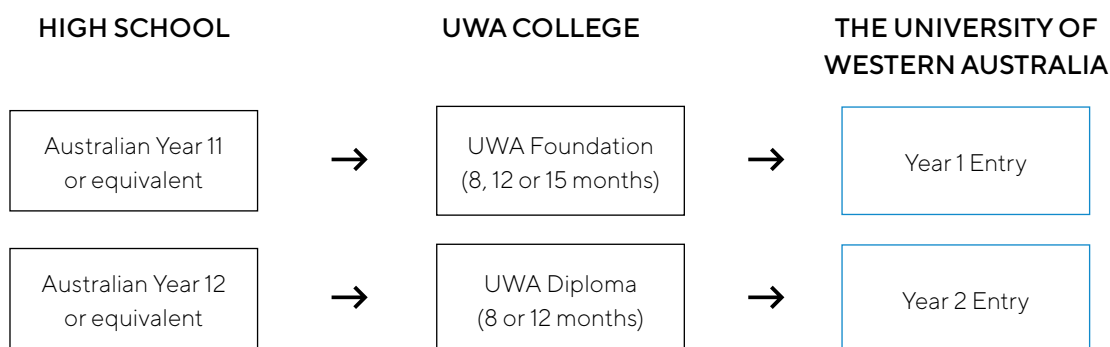 HIGH SCHOOL
UWA COLLEGE
THE UNIVERSITY OF
WESTERN AUSTRALIA
Australian Year 11
or equivalent
→
UWA Foundation
(8, 12 or 15 months)
→
Year 1 Entry
Australian Year 12
or equivalent
→
UWA Diploma
(8 or 12 months)
→
Year 2 Entry